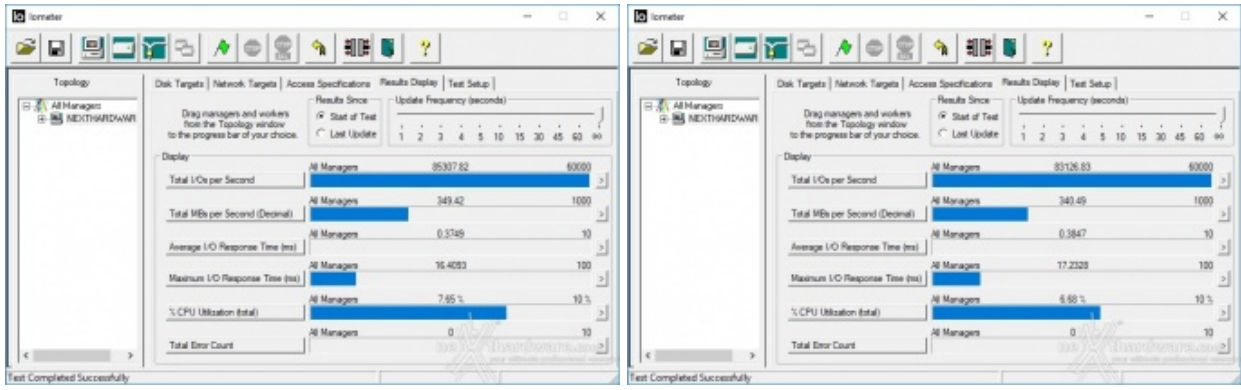 Iometer
Topology
All Managers
Disk Targets Network Targets Access Specifications Results Display Test Setup
Drag managers and workers
from the Topology window
to the progress bar of your choice.
Results Since
Start of Test
Last Update
Update Frequency (seconds)
1 2 3 4 5 10 15 30 45 60 ∞
Display
All Managers 85307.82 60000
Total I/Os per Second
All Managers 349.42 1000
Total MBs per Second (Decimal)
All Managers 0.3749 10
Average I/O Response Time (ms)
All Managers 16.4093 100
Maximum I/O Response Time (ms)
All Managers 7.65 % 10 %
% CPU Utilization (total)
All Managers 0 10
Total Error Count
Test Completed Successfully
Iometer
Topology
All Managers
Disk Targets Network Targets Access Specifications Results Display Test Setup
Drag managers and workers
from the Topology window
to the progress bar of your choice.
Results Since
Start of Test
Last Update
Update Frequency (seconds)
1 2 3 4 5 10 15 30 45 60 ∞
Display
All Managers 83126.83 60000
Total I/Os per Second
All Managers 340.49 1000
Total MBs per Second (Decimal)
All Managers 0.3847 10
Average I/O Response Time (ms)
All Managers 17.2328 100
Maximum I/O Response Time (ms)
All Managers 6.68 % 10 %
% CPU Utilization (total)
All Managers 0 10
Total Error Count
Test Completed Successfully